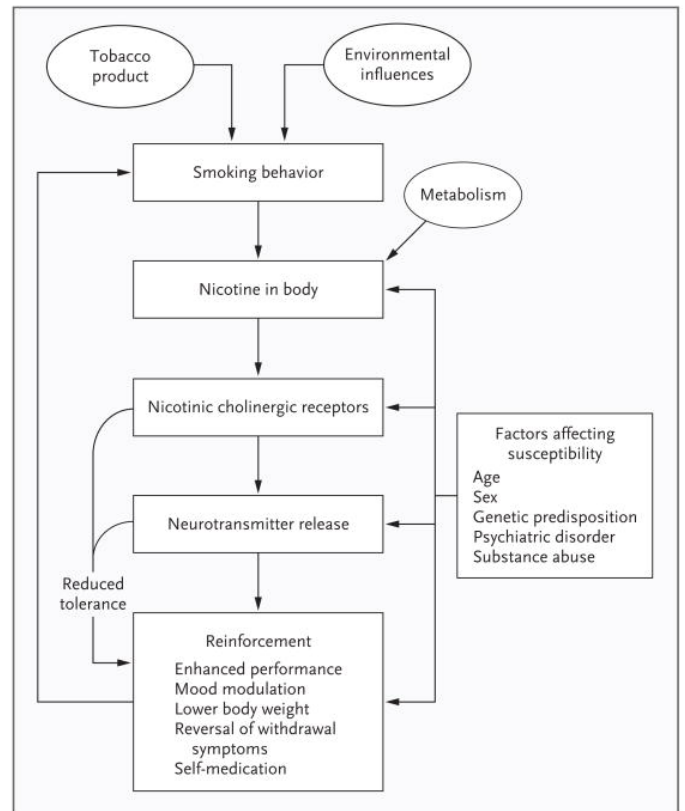 Tobacco
product
Environmental
influences
Smoking behavior
Metabolism
Nicotine in body
Nicotinic cholinergic receptors
Factors affecting
susceptibility
Age
Sex
Genetic predisposition
Psychiatric disorder
Substance abuse
Neurotransmitter release
Reduced
tolerance
Reinforcement
Enhanced performance
Mood modulation
Lower body weight
Reversal of withdrawal
symptoms
Self-medication